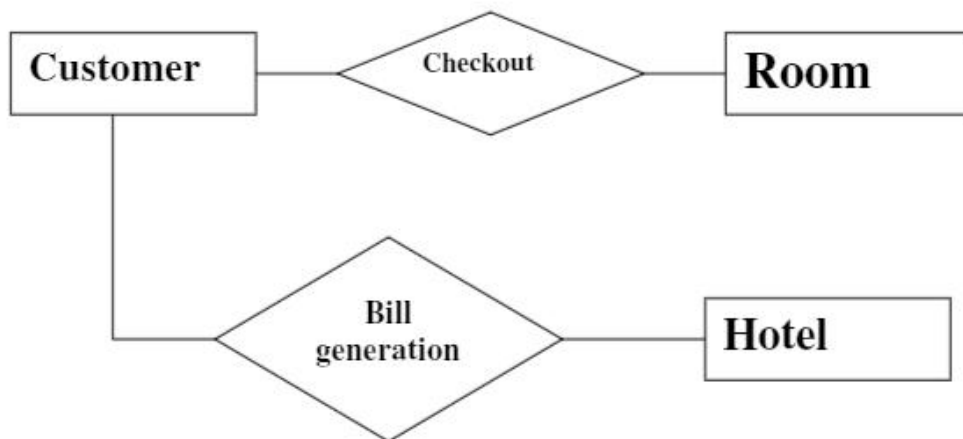 Customer
Checkout
Room
Bill
generation
Hotel